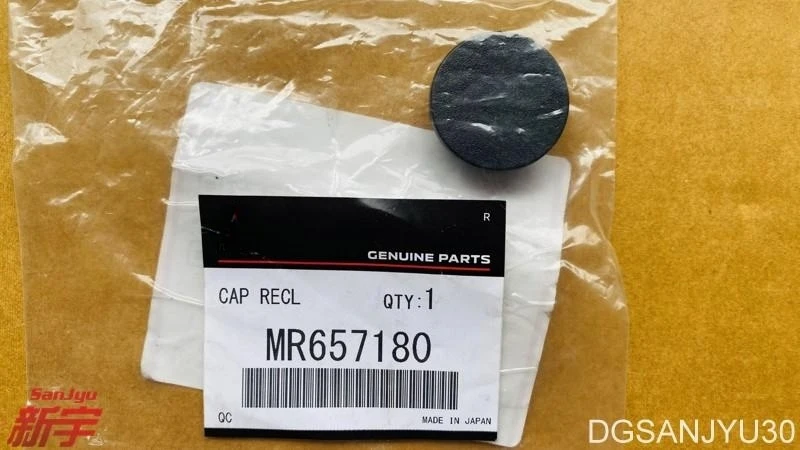 R
GENUINE PARTS
CAP RECL QTY:1
MR657180
QC MADE IN JAPAN
SanJyu
新宇
DGSANJYU30